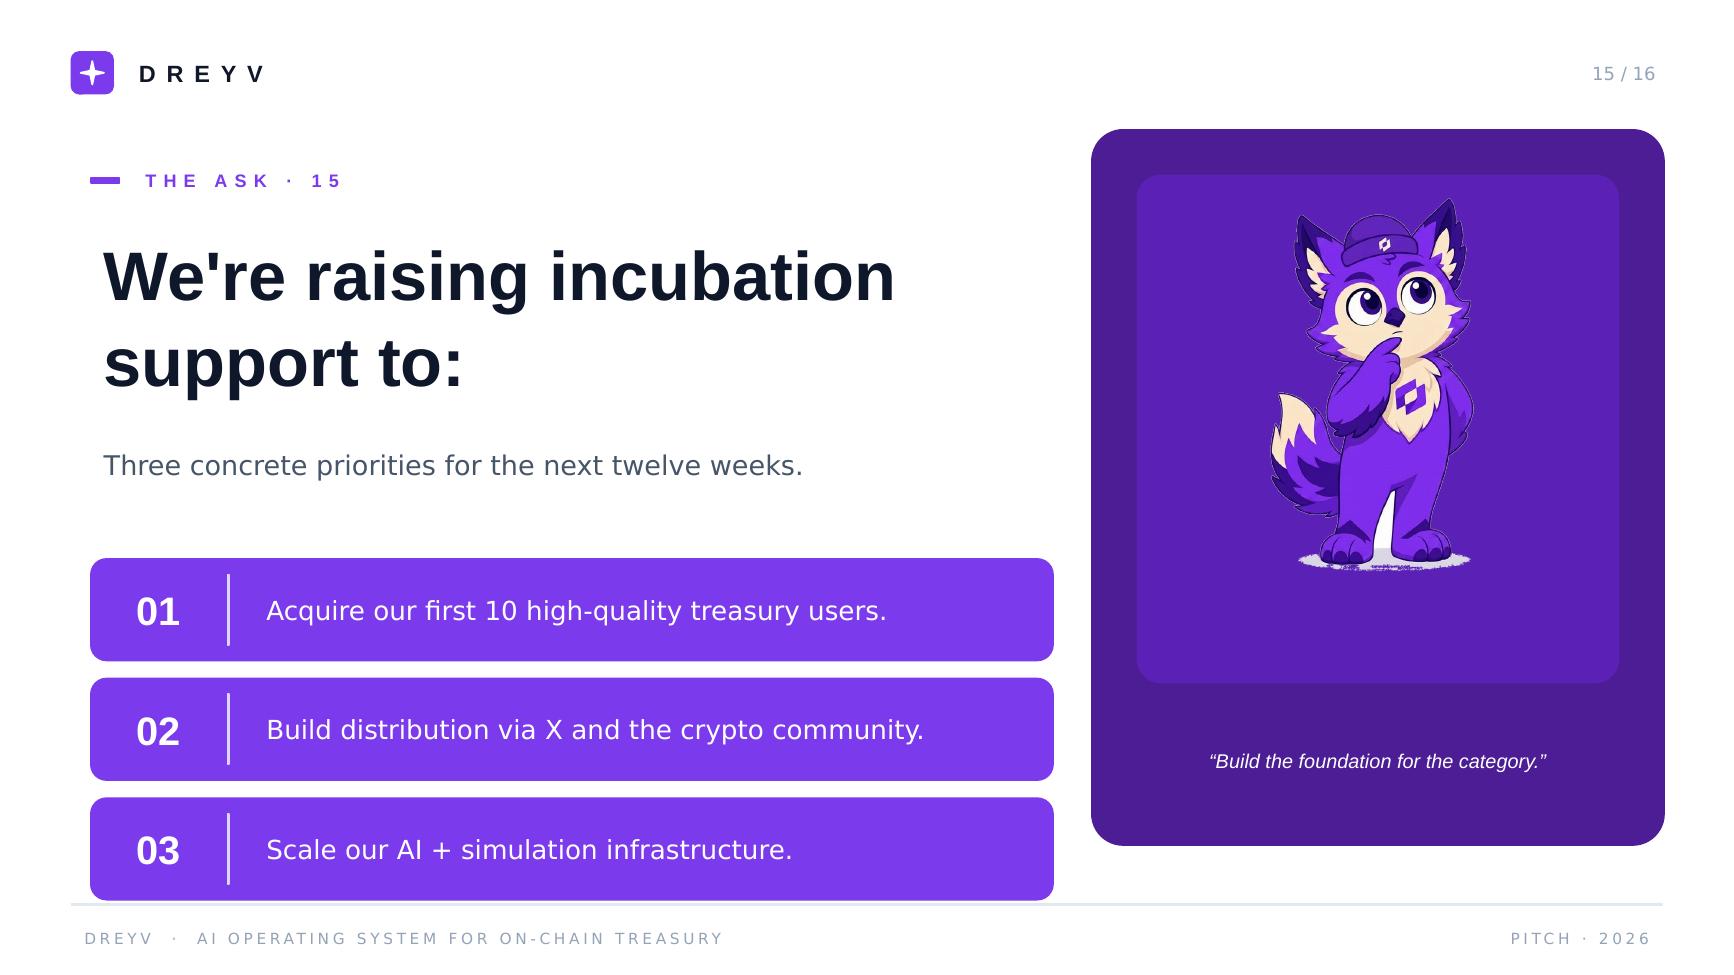 DREYV
15 / 16
THE ASK · 15
We're raising incubation
support to:
Three concrete priorities for the next twelve weeks.
01
Acquire our first 10 high-quality treasury users.
02
Build distribution via X and the crypto community.
03
Scale our AI + simulation infrastructure.
“Build the foundation for the category.”
DREYV · AI OPERATING SYSTEM FOR ON-CHAIN TREASURY
PITCH · 2026